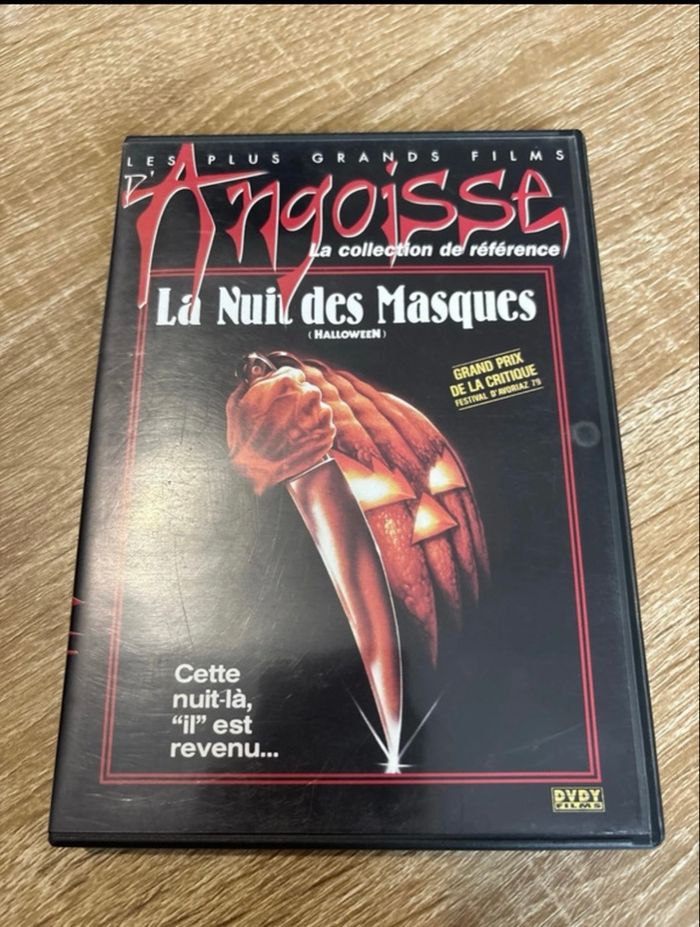 LES PLUS GRANDS FILMS
D'Angoisse
La collection de référence
La Nuit des Masques
(HALLOWEEN)
GRAND PRIX
DE LA CRITIQUE
FESTIVAL D'AVORIAZ 79
Cette
nuit-là,
“il” est
revenu...
DVDY
FILMS